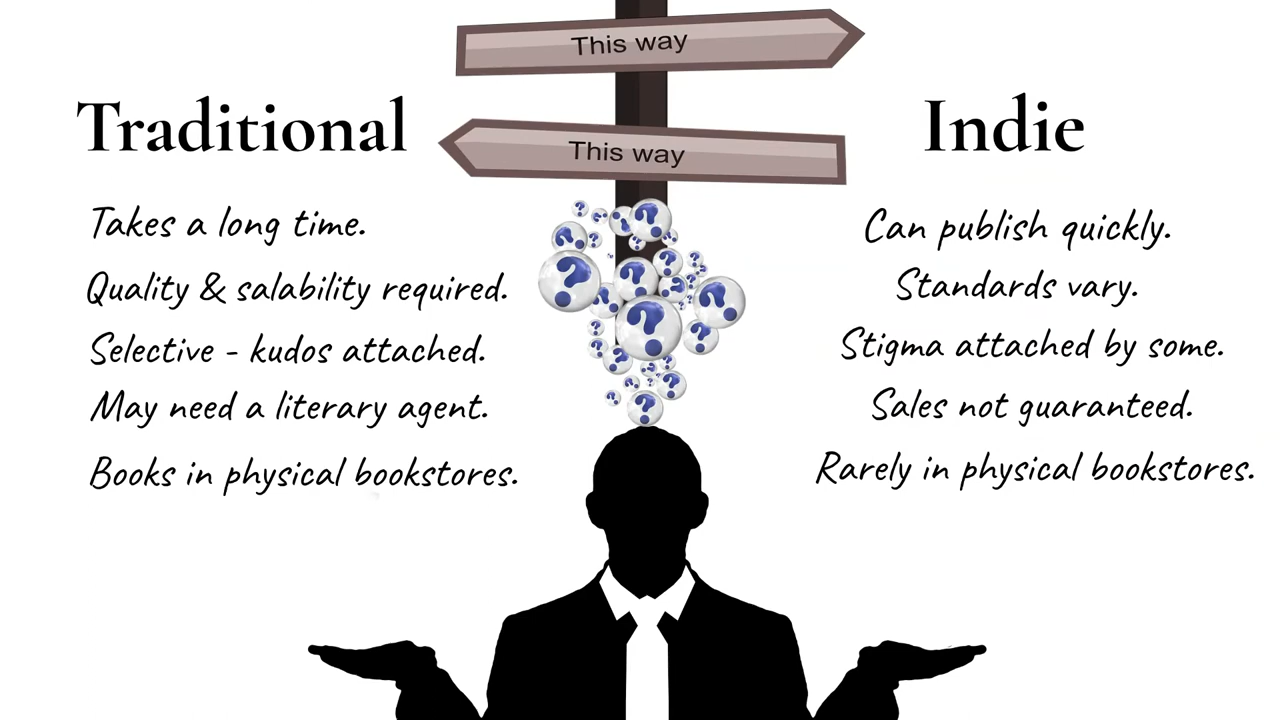 This way
This way
Traditional
Takes a long time.
Quality & salability required.
Selective - kudos attached.
May need a literary agent.
Books in physical bookstores.
Indie
Can publish quickly.
Standards vary.
Stigma attached by some.
Sales not guaranteed.
Rarely in physical bookstores.